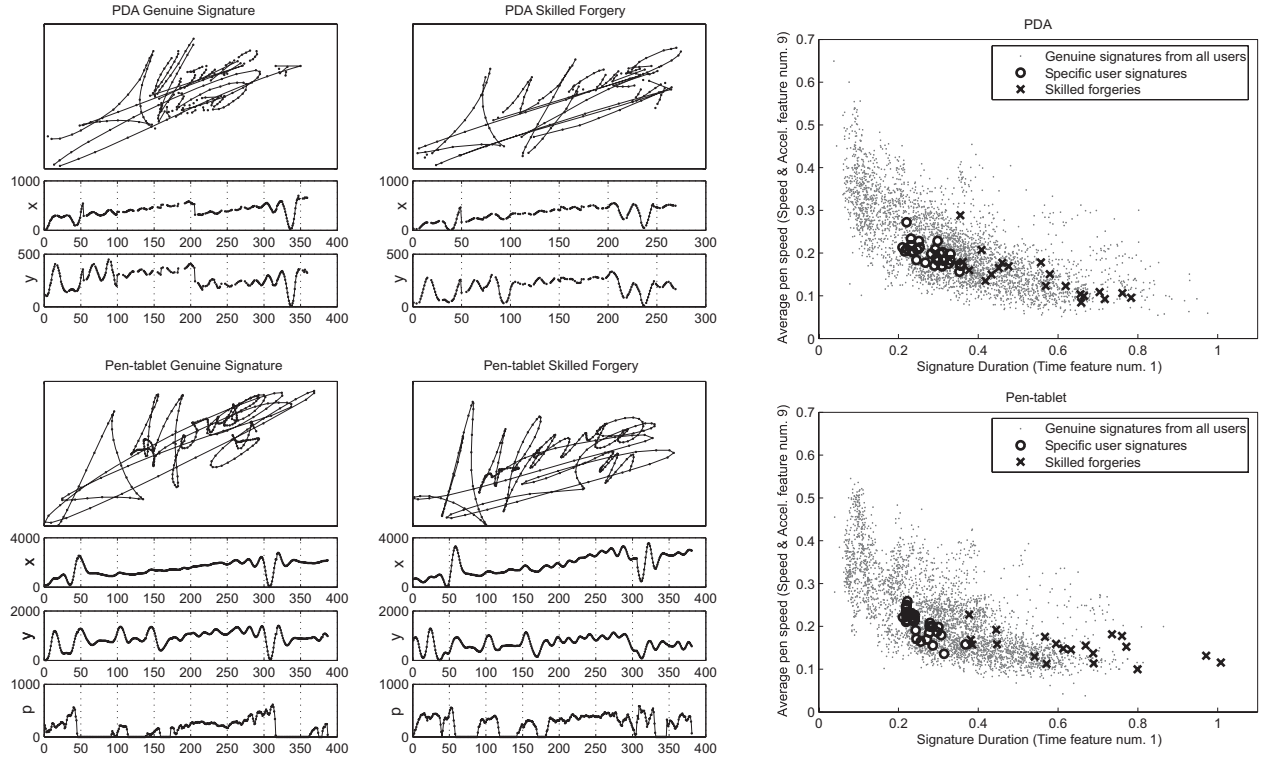 PDA Genuine Signature
x
1000
0
y
500
0
0 50 100 150 200 250 300 350 400
PDA Skilled Forgery
x
1000
0
0 50 100 150 200 250 300
y
500
0
0 50 100 150 200 250 300
Pen-tablet Genuine Signature
x
4000
0
0 50 100 150 200 250 300 350 400
y
2000
0
0 50 100 150 200 250 300 350 400
p
1000
0
0 50 100 150 200 250 300 350 400
Pen-tablet Skilled Forgery
x
4000
0
0 50 100 150 200 250 300 350 400
y
2000
0
0 50 100 150 200 250 300 350 400
p
1000
0
0 50 100 150 200 250 300 350 400
PDA
Average pen speed (Speed & Accel. feature num. 9)
0.7
0.6
0.5
0.4
0.3
0.2
0.1
0
Genuine signatures from all users
Specific user signatures
Skilled forgeries
0 0.2 0.4 0.6 0.8 1
Signature Duration (Time feature num. 1)
Pen-tablet
Average pen speed (Speed & Accel. feature num. 9)
0.7
0.6
0.5
0.4
0.3
0.2
0.1
0
Genuine signatures from all users
Specific user signatures
Skilled forgeries
0 0.2 0.4 0.6 0.8 1
Signature Duration (Time feature num. 1)